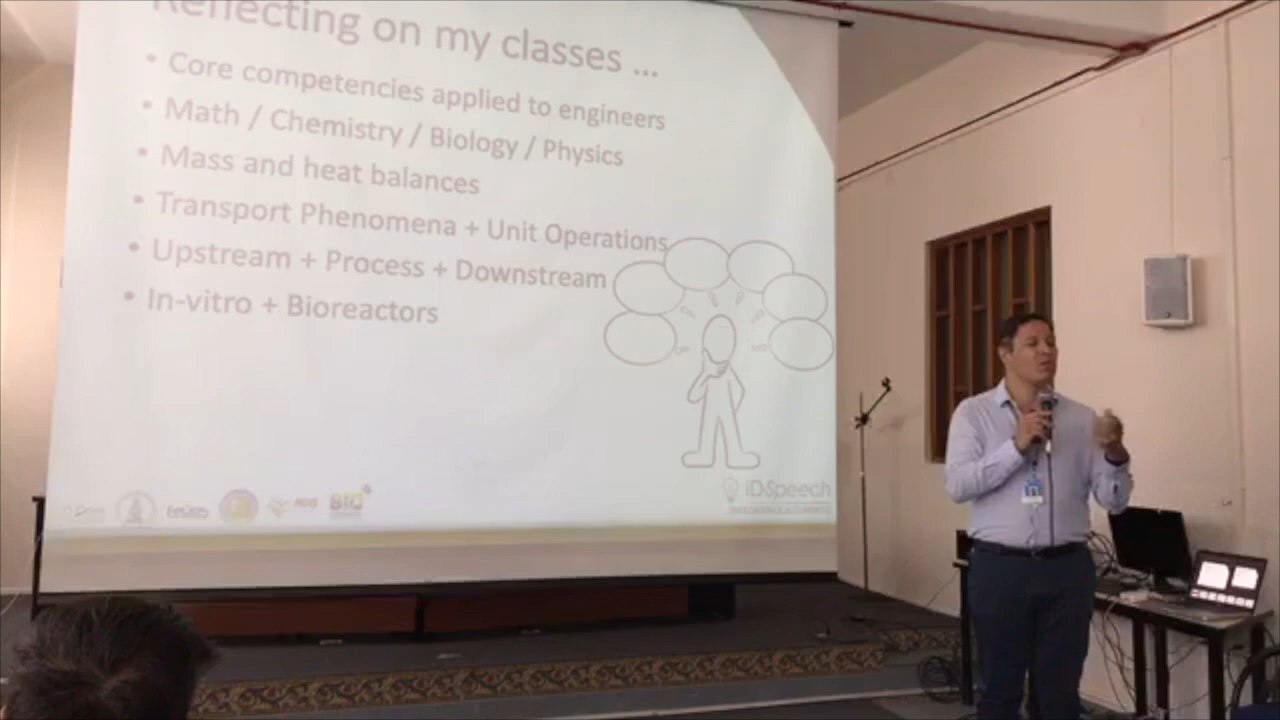 Reflecting on my classes ...
• Core competencies applied to engineers
• Math / Chemistry / Biology / Physics
• Mass and heat balances
• Transport Phenomena + Unit Operations
• Upstream + Process + Downstream
• In-vitro + Bioreactors
iDSpeech
BIO